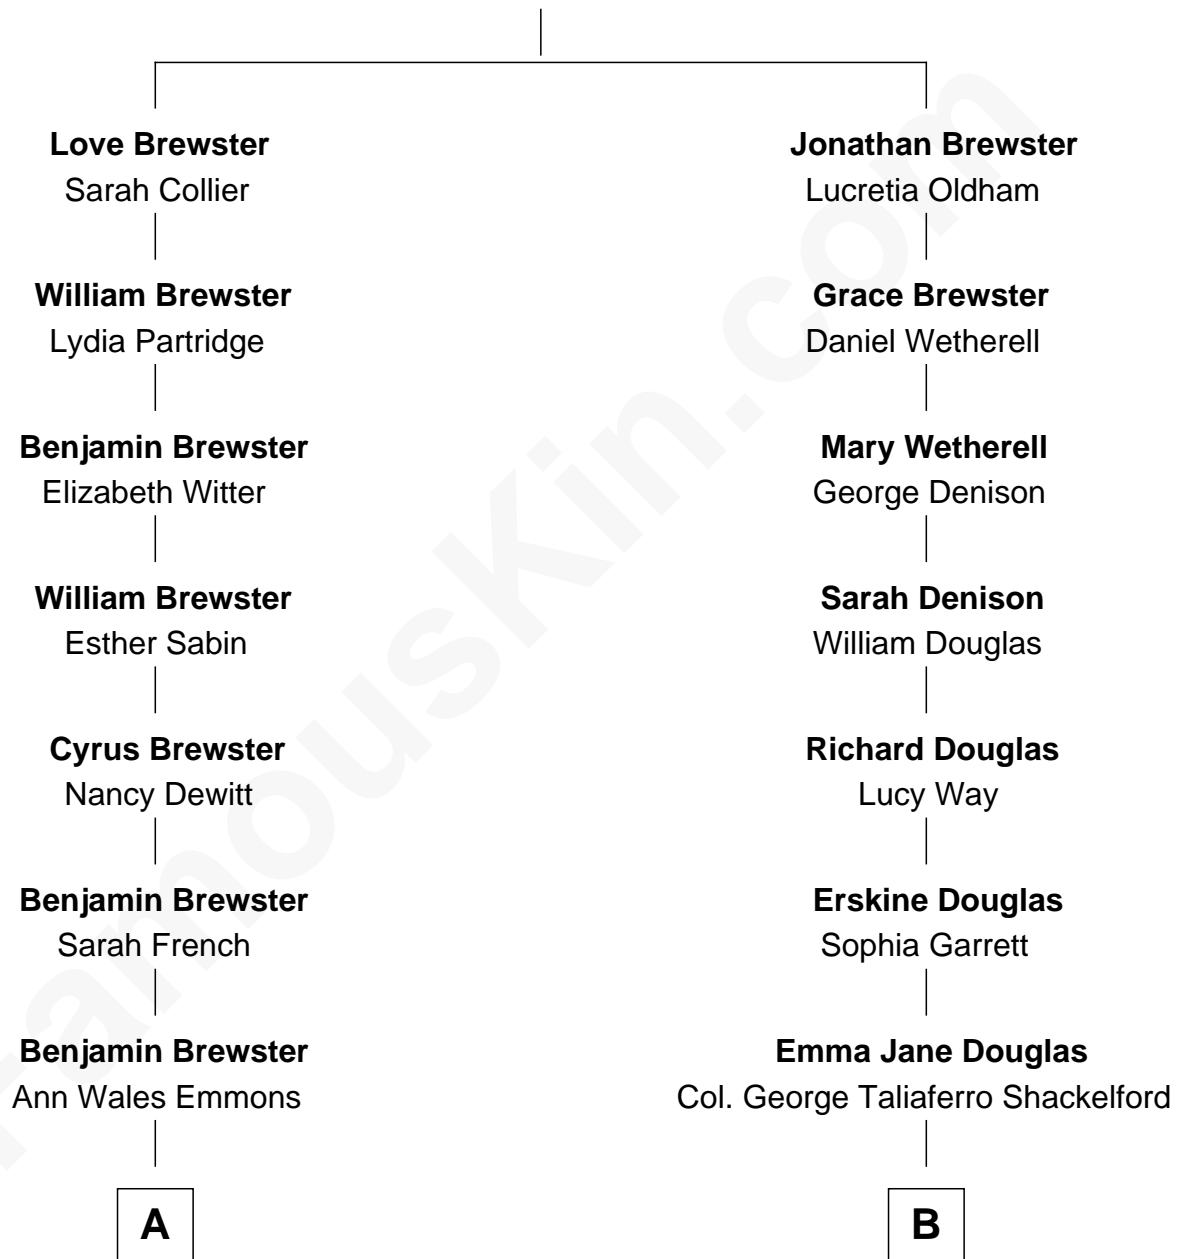 Love Brewster
Sarah Collier
William Brewster
Lydia Partridge
Benjamin Brewster
Elizabeth Witter
William Brewster
Esther Sabin
Cyrus Brewster
Nancy Dewitt
Benjamin Brewster
Sarah French
Benjamin Brewster
Ann Wales Emmons
A
Jonathan Brewster
Lucretia Oldham
Grace Brewster
Daniel Wetherell
Mary Wetherell
George Denison
Sarah Denison
William Douglas
Richard Douglas
Lucy Way
Erskine Douglas
Sophia Garrett
Emma Jane Douglas
Col. George Taliaferro Shackelford
B
FamousKin.com